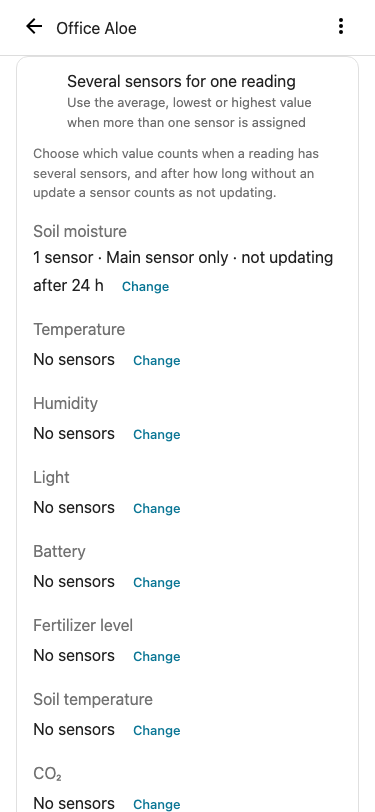 Office Aloe
Several sensors for one reading
Use the average, lowest or highest value
when more than one sensor is assigned
Choose which value counts when a reading has
several sensors, and after how long without an
update a sensor counts as not updating.
Soil moisture
1 sensor · Main sensor only · not updating
after 24 h Change
Temperature
No sensors Change
Humidity
No sensors Change
Light
No sensors Change
Battery
No sensors Change
Fertilizer level
No sensors Change
Soil temperature
No sensors Change
CO₂
No sensors Change